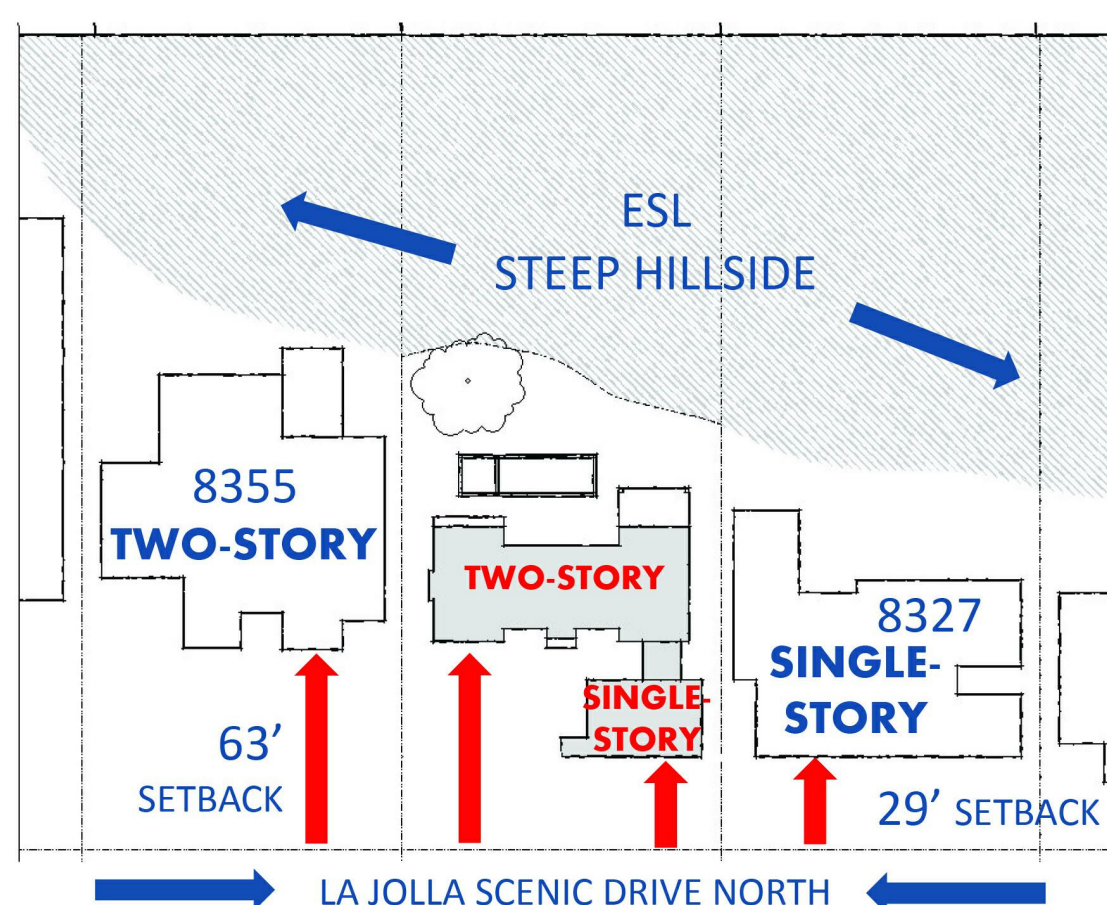 ESL
STEEP HILLSIDE
8355
TWO-STORY
TWO-STORY
8327
SINGLE-
STORY
SINGLE-
STORY
63’
SETBACK
29’ SETBACK
LA JOLLA SCENIC DRIVE NORTH